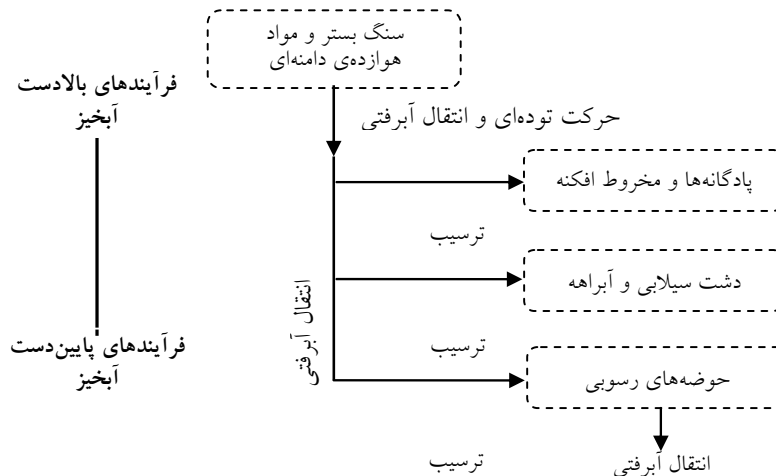 سنگ بستر و مواد
هوازده‌ی دامنه‌ای
فرآیندهای بالادست
آبخیز
حرکت توده‌ای و انتقال آبرفتی
پادگانه‌ها و مخروط افکنه
ترسیب
دشت سیلابی و آبراهه
انتقال آبرفتی
ترسیب
فرآیندهای پایین‌دست
آبخیز
حوضه‌های رسوبی
ترسیب
انتقال آبرفتی